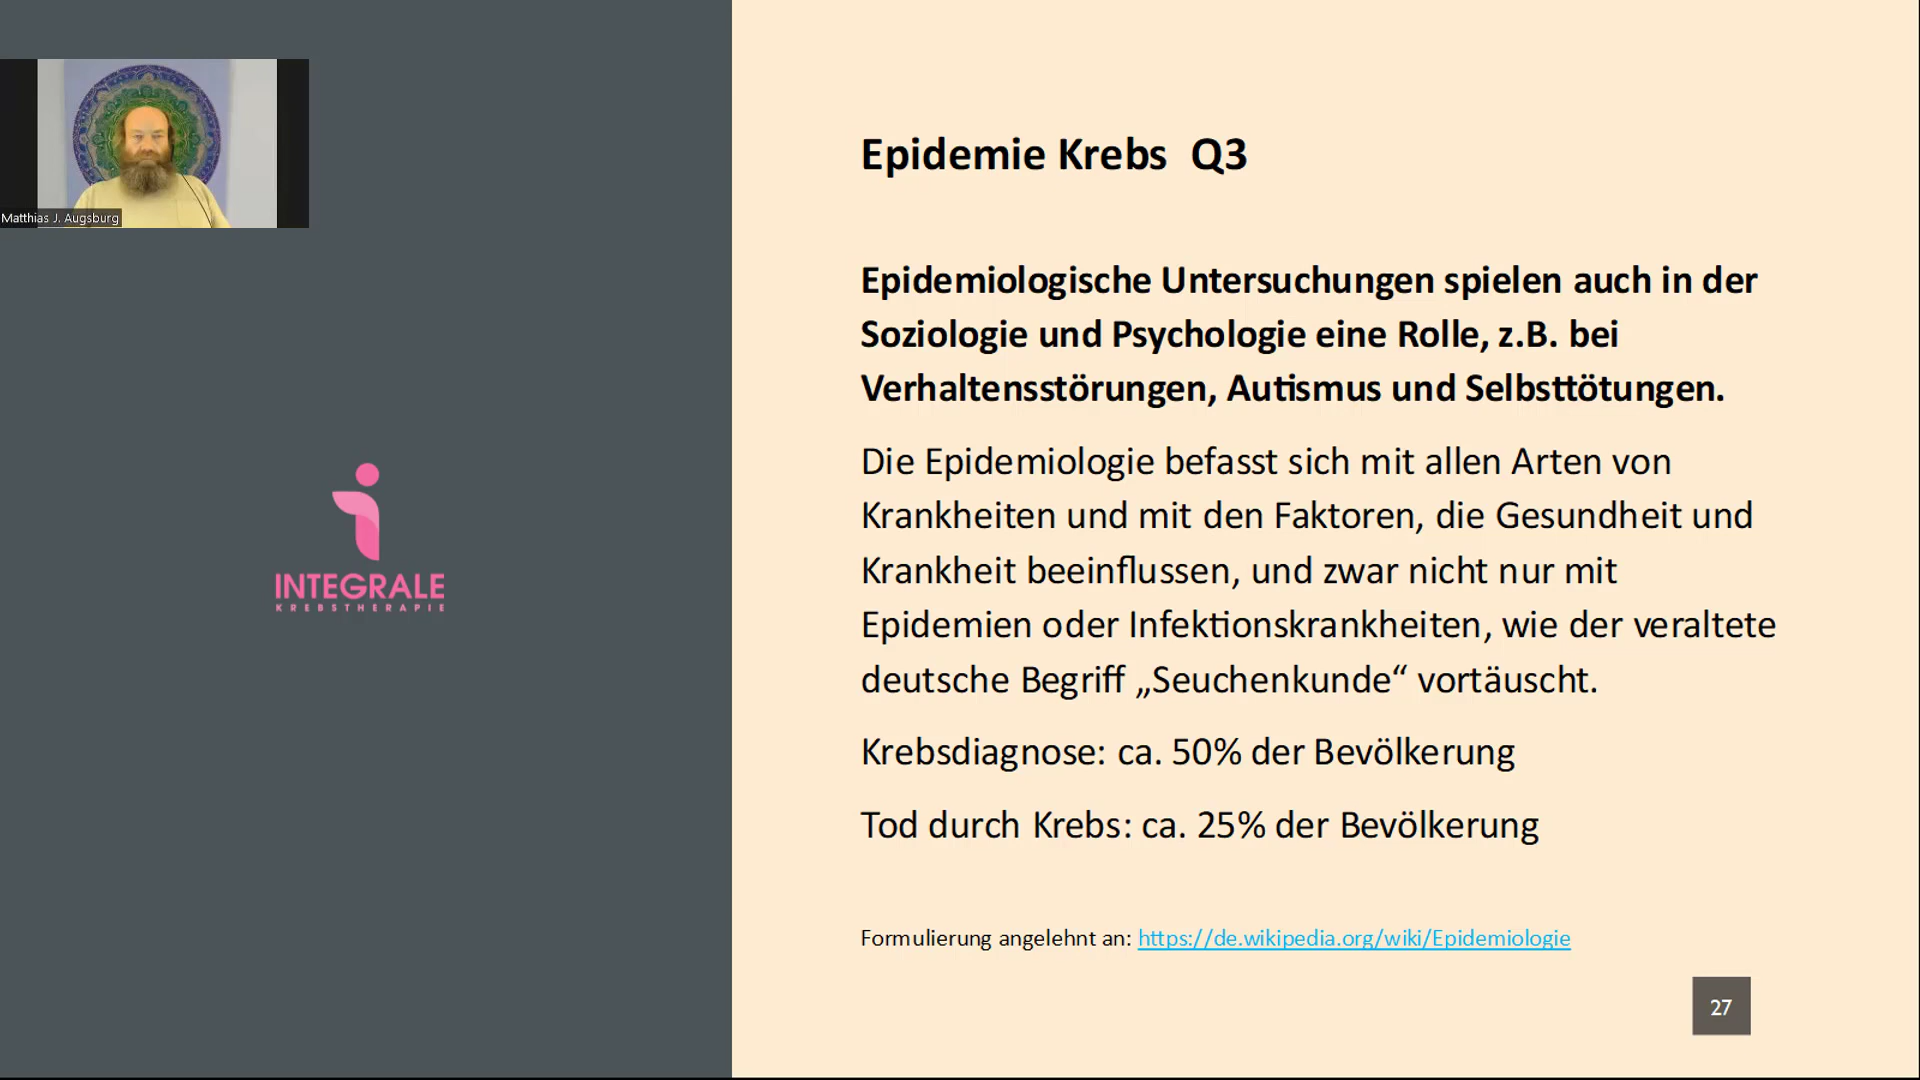 Matthias J. Augsburg
INTEGRALE
KREBSTHERAPIE
Epidemie Krebs Q3
Epidemiologische Untersuchungen spielen auch in der
Soziologie und Psychologie eine Rolle, z.B. bei
Verhaltensstörungen, Autismus und Selbsttötungen.
Die Epidemiologie befasst sich mit allen Arten von
Krankheiten und mit den Faktoren, die Gesundheit und
Krankheit beeinflussen, und zwar nicht nur mit
Epidemien oder Infektionskrankheiten, wie der veraltete
deutsche Begriff „Seuchenkunde“ vortäuscht.
Krebsdiagnose: ca. 50% der Bevölkerung
Tod durch Krebs: ca. 25% der Bevölkerung
Formulierung angelehnt an: https://de.wikipedia.org/wiki/Epidemiologie
27